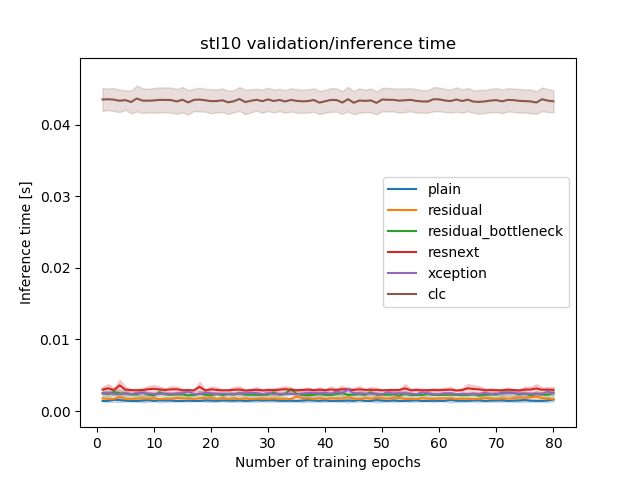 stl10 validation/inference time
Inference time [s]
0.04
0.03
0.02
0.01
0.00
plain
residual
residual_bottleneck
resnext
xception
clc
0 10 20 30 40 50 60 70 80
Number of training epochs